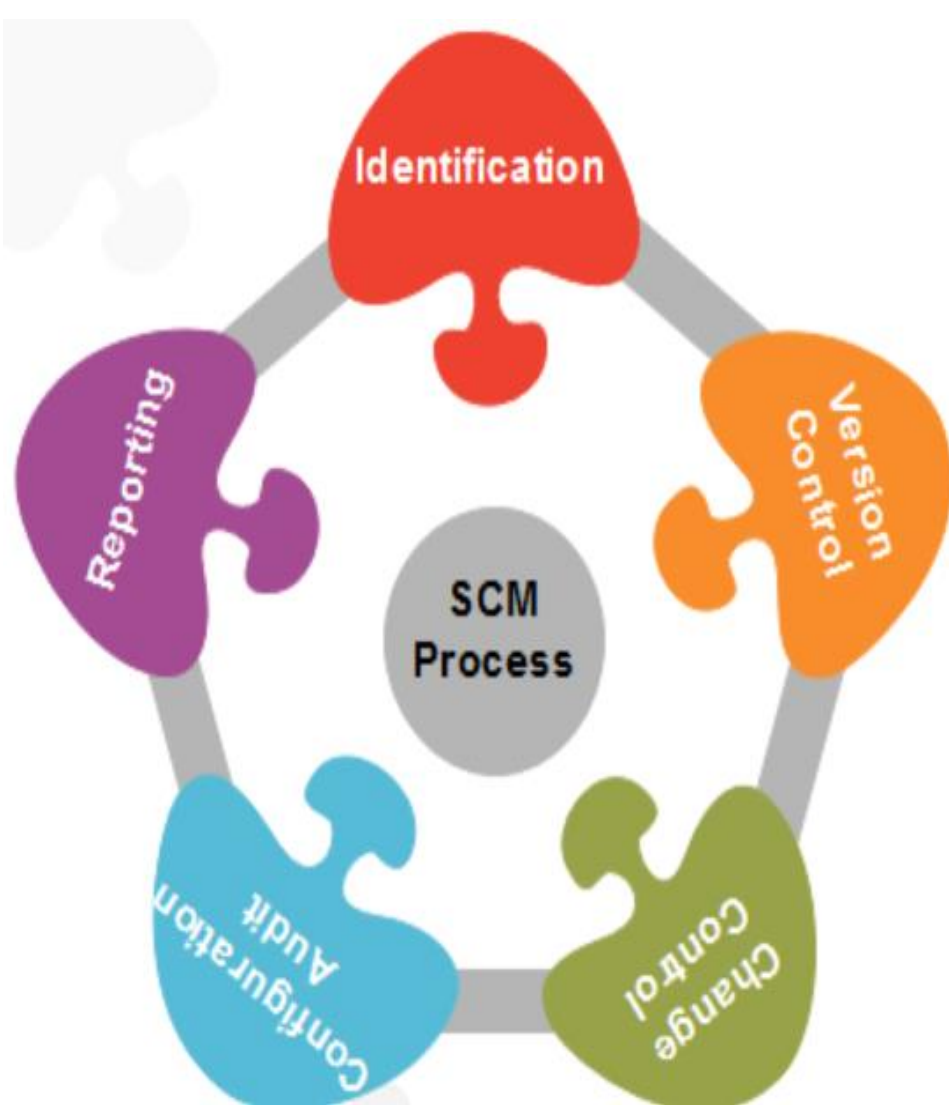 Identification
Version
Control
Change
Control
Configuration
Audit
Reporting
SCM
Process